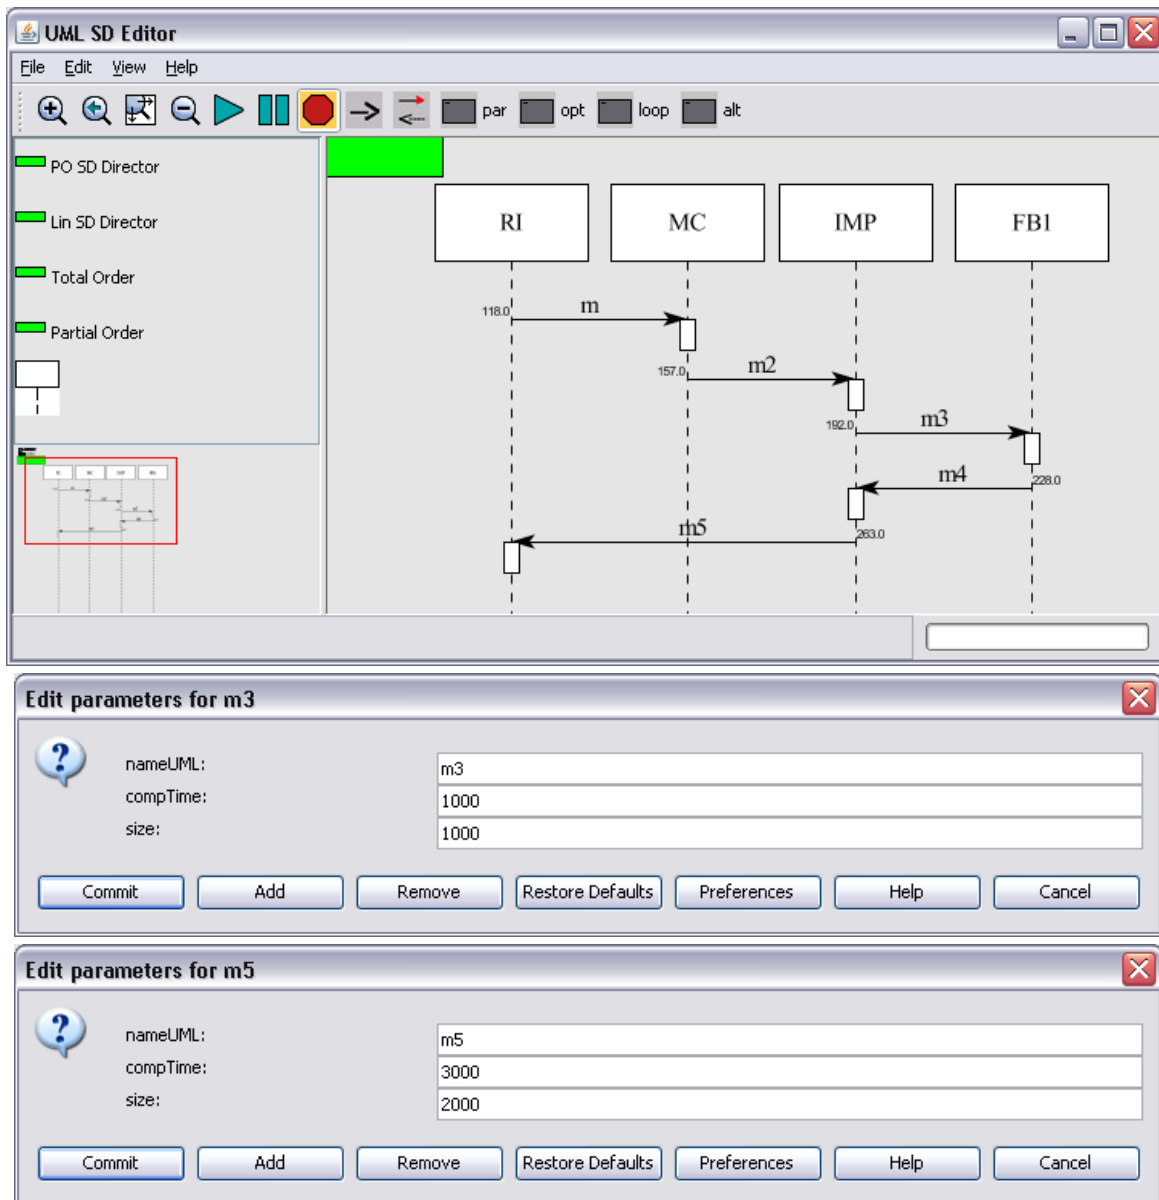 UML SD Editor
File Edit View Help
par opt loop alt
PO SD Director
Lin SD Director
Total Order
Partial Order
RI MC IMP FB1
118.0 m
157.0 m2
192.0 m3
m4 228.0
m5 263.0
Edit parameters for m3
nameUML: m3
compTime: 1000
size: 1000
Commit Add Remove Restore Defaults Preferences Help Cancel
Edit parameters for m5
nameUML: m5
compTime: 3000
size: 2000
Commit Add Remove Restore Defaults Preferences Help Cancel